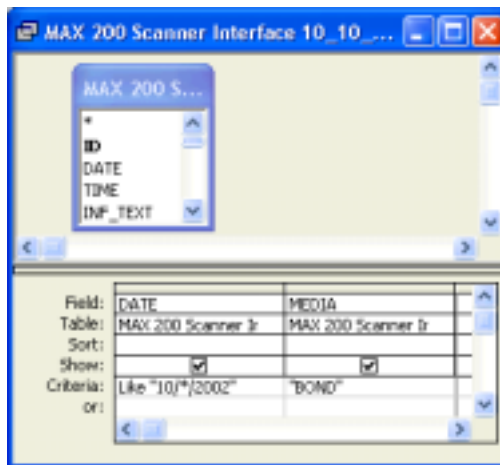 MAX 200 Scanner Interface 10_10_...
MAX 200 S...
*
ID
DATE
TIME
INF_TEXT
Field: DATE MEDIA
Table: MAX 200 Scanner Ir MAX 200 Scanner Ir
Sort:
Show:
Criteria: Like "10/*/2002" "BOND"
or: